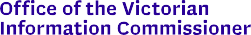 Office of the Victorian
Information Commissioner